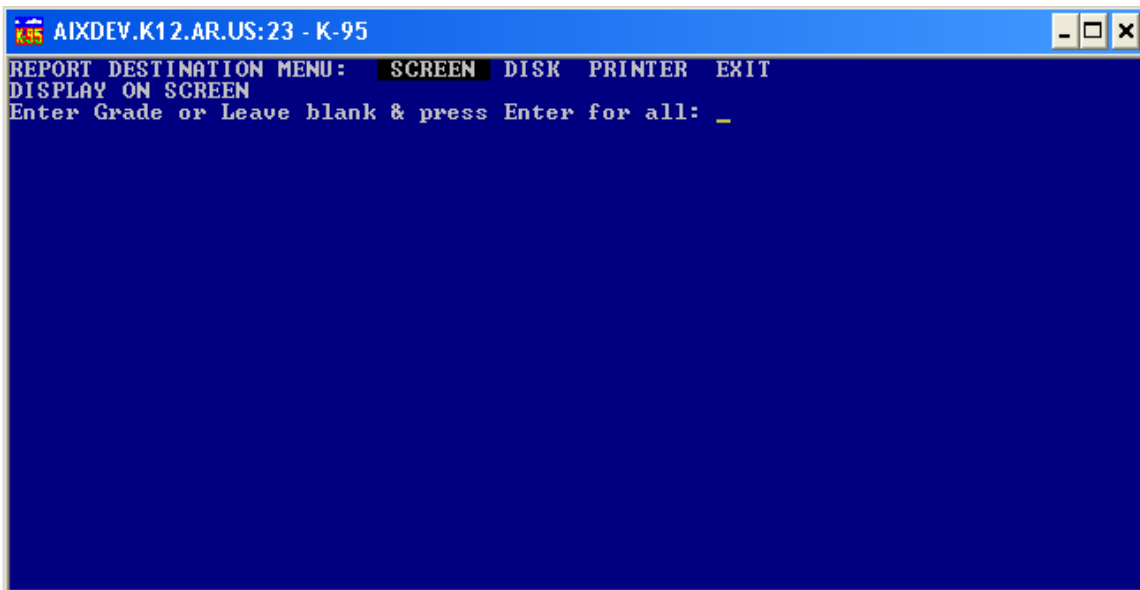 K95 AIXDEV.K12.AR.US:23 - K-95
REPORT DESTINATION MENU: SCREEN DISK PRINTER EXIT
DISPLAY ON SCREEN
Enter Grade or Leave blank & press Enter for all: _